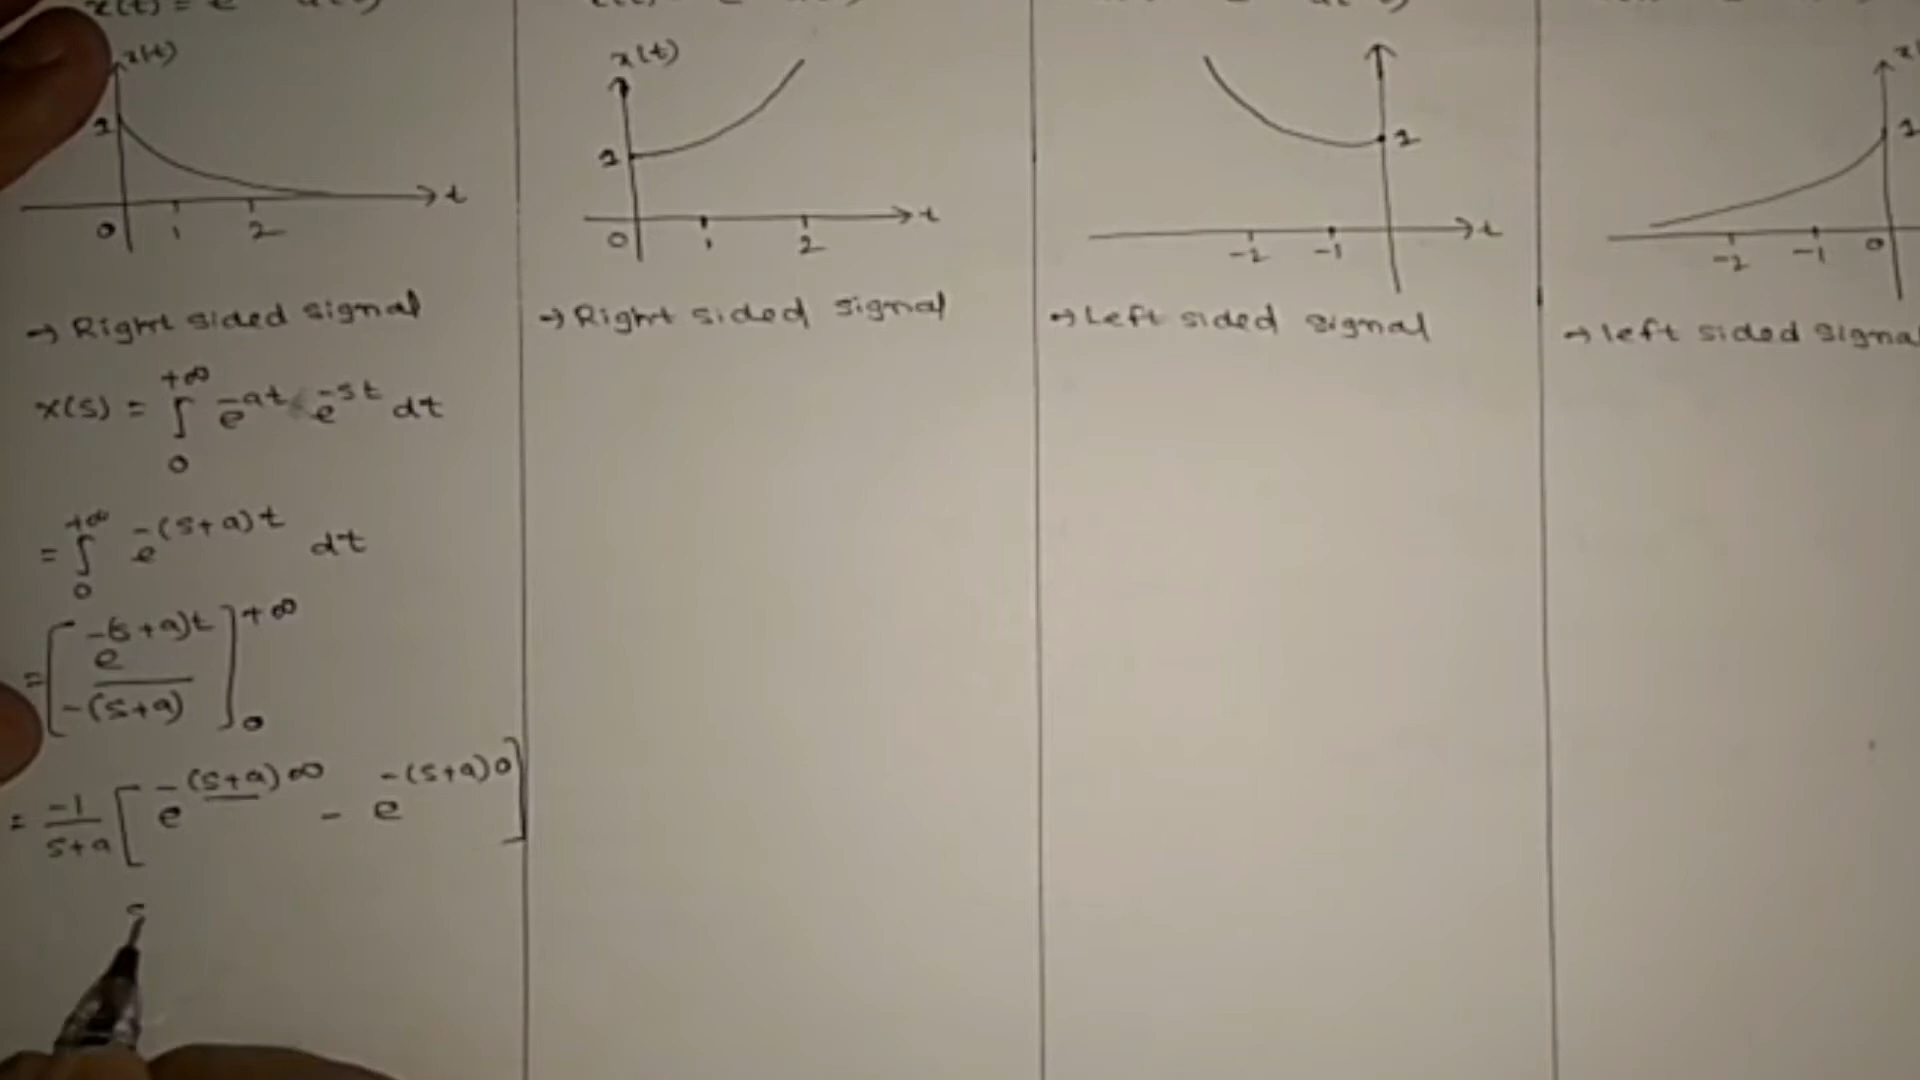 x(t)
1
0 1 2
t
→ Right sided signal
x(s) = ∫₀^{+∞} e^{-at} e^{-st} dt
= ∫₀^{+∞} e^{-(s+a)t} dt
= [ e^{-(s+a)t} / -(s+a) ]₀^{+∞}
= -1/(s+a) [ e^{-(s+a)∞} - e^{-(s+a)0} ]
x(t)
1
0 1 2
t
→ Right sided signal
1
-2 -1
t
→ Left sided signal
1
-2 -1 0
→ left sided signa